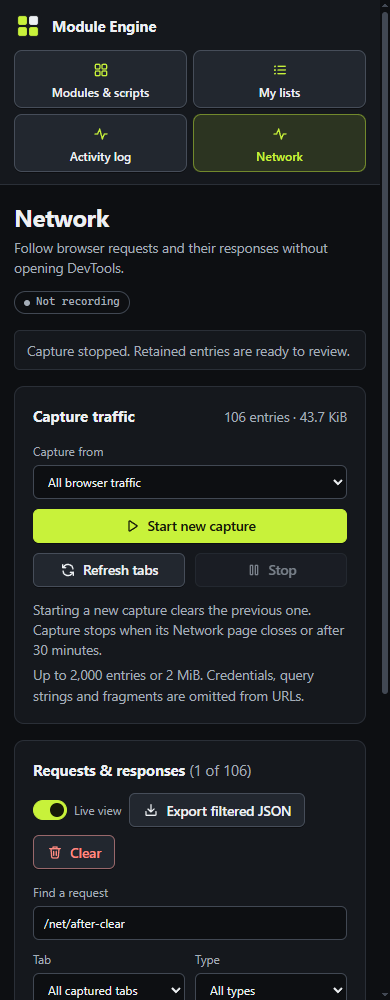 Module Engine
Modules & scripts
My lists
Activity log
Network
Network
Follow browser requests and their responses without
opening DevTools.
Not recording
Capture stopped. Retained entries are ready to review.
Capture traffic
106 entries · 43.7 KiB
Capture from
All browser traffic
Start new capture
Refresh tabs
Stop
Starting a new capture clears the previous one.
Capture stops when its Network page closes or after
30 minutes.
Up to 2,000 entries or 2 MiB. Credentials, query
strings and fragments are omitted from URLs.
Requests & responses (1 of 106)
Live view
Export filtered JSON
Clear
Find a request
/net/after-clear
Tab
Type
All captured tabs
All types